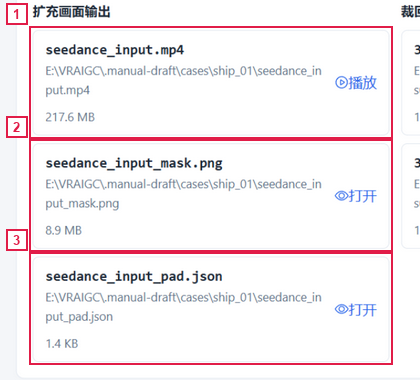 1
扩充画面输出
裁
seedance_input.mp4
E:\VRAIGC\.manual-draft\cases\ship_01\seedance_in
put.mp4
播放
217.6 MB
2
seedance_input_mask.png
E:\VRAIGC\.manual-draft\cases\ship_01\seedance_in
put_mask.png
打开
8.9 MB
3
seedance_input_pad.json
E:\VRAIGC\.manual-draft\cases\ship_01\seedance_in
put_pad.json
打开
1.4 KB